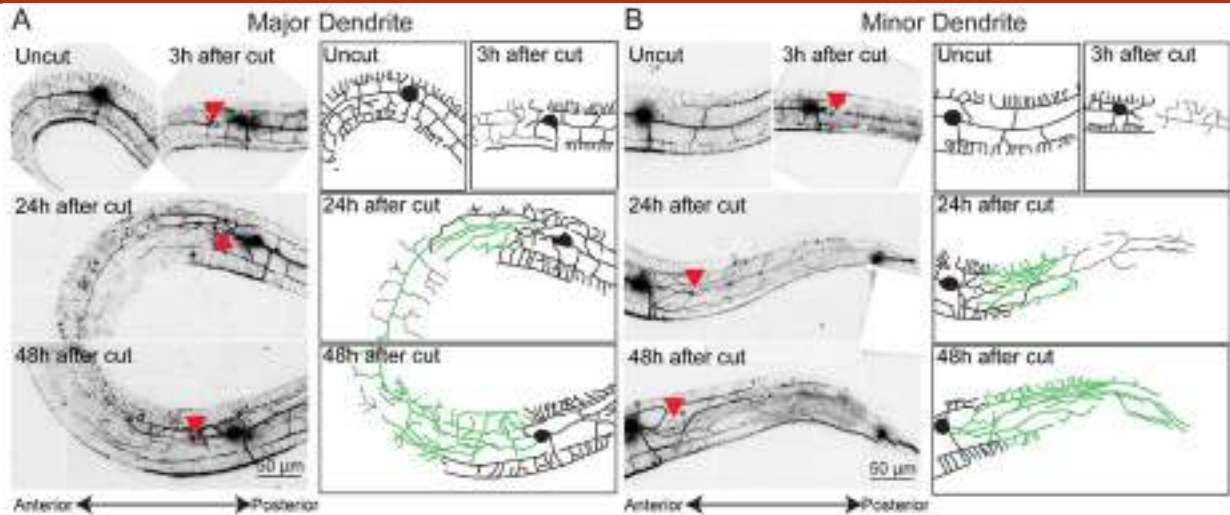 A Major Dendrite
Uncut
3h after cut
Uncut
3h after cut
24h after cut
24h after cut
48h after cut
48h after cut
50 µm
Anterior Posterior
B Minor Dendrite
Uncut
3h after cut
Uncut
3h after cut
24h after cut
24h after cut
48h after cut
48h after cut
50 µm
Anterior Posterior